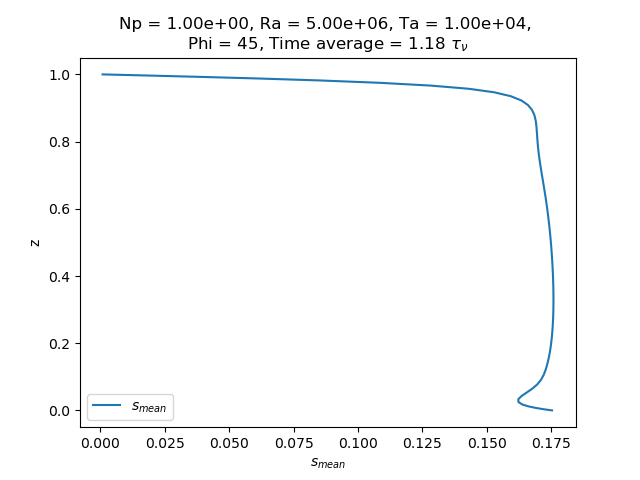 Np = 1.00e+00, Ra = 5.00e+06, Ta = 1.00e+04,
Phi = 45, Time average = 1.18 τν
1.0
0.8
0.6
0.4
0.2
0.0
z
smean
0.000 0.025 0.050 0.075 0.100 0.125 0.150 0.175
smean